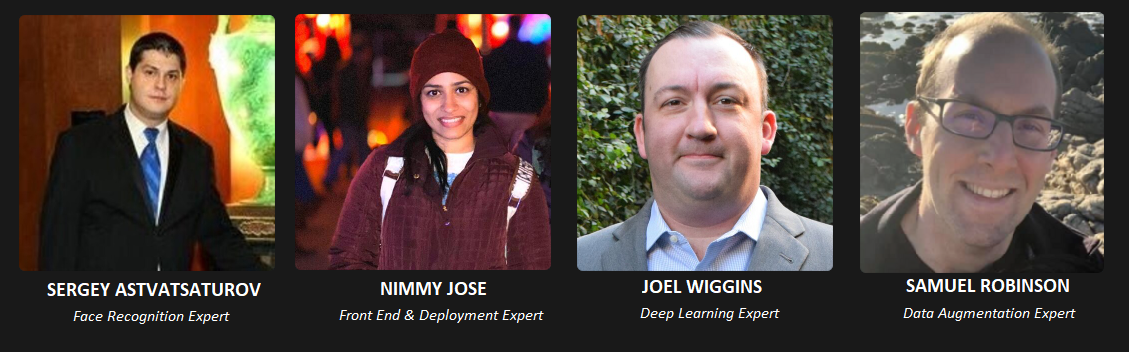 SERGEY ASTVATSATUROV
Face Recognition Expert
NIMMY JOSE
Front End & Deployment Expert
JOEL WIGGINS
Deep Learning Expert
SAMUEL ROBINSON
Data Augmentation Expert